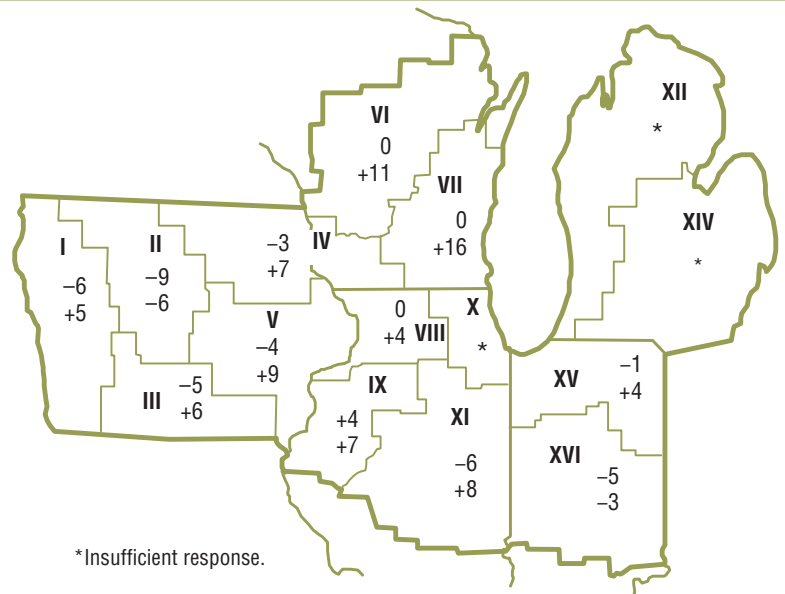 VI
0
+11
VII
0
+16
XII
*
XIV
*
I
−6
+5
II
−9
−6
−3 IV
+7
V
−4
+9
III −5
+6
0
+4 VIII
X
*
IX
+4
+7
XI
−6
+8
XV −1
+4
XVI −5
−3
*Insufficient response.